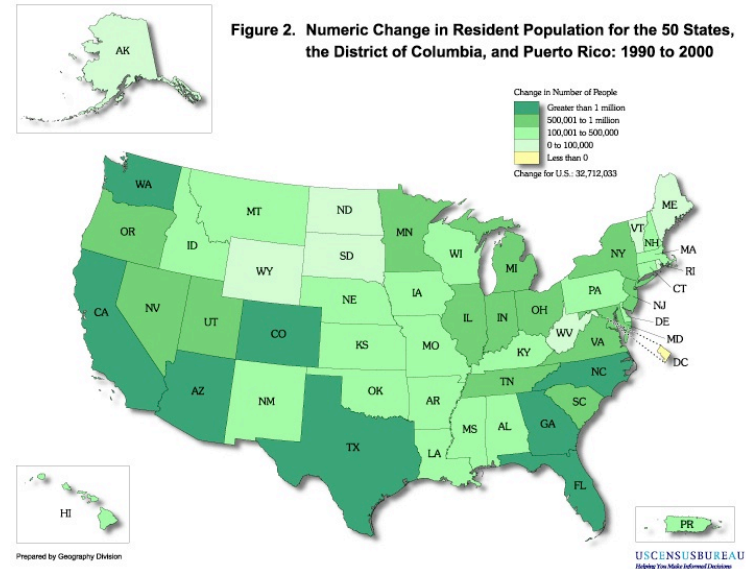 Figure 2. Numeric Change in Resident Population for the 50 States,
the District of Columbia, and Puerto Rico: 1990 to 2000
AK
Change in Number of People
Greater than 1 million
500,001 to 1 million
100,001 to 500,000
0 to 100,000
Less than 0
Change for U.S.: 32,712,033
WA
MT
ND
MN
ME
OR
ID
SD
WI
VT
NH
MA
NY
MI
RI
WY
CT
IA
PA
NE
NJ
NV
IL
IN
OH
DE
CA
UT
MD
CO
WV
VA
DC
KS
MO
KY
NC
TN
AZ
OK
NM
AR
SC
MS
AL
GA
TX
LA
FL
HI
PR
Prepared by Geography Division
USCENSUSBUREAU
Helping You Make Informed Decisions